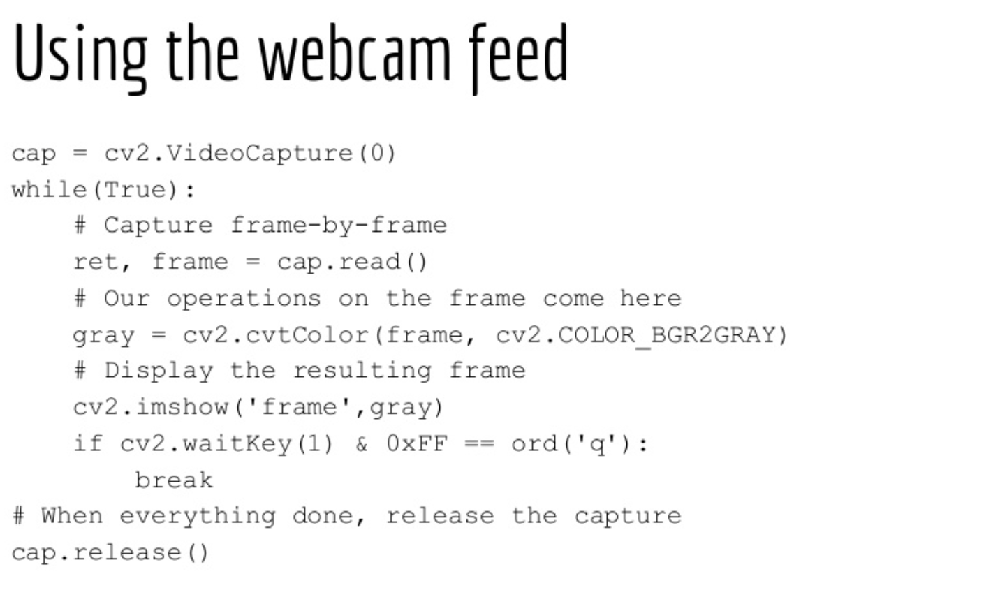 Using the webcam feed
cap = cv2.VideoCapture(0)
while(True):
    # Capture frame-by-frame
    ret, frame = cap.read()
    # Our operations on the frame come here
    gray = cv2.cvtColor(frame, cv2.COLOR_BGR2GRAY)
    # Display the resulting frame
    cv2.imshow('frame',gray)
    if cv2.waitKey(1) & 0xFF == ord('q'):
        break
# When everything done, release the capture
cap.release()